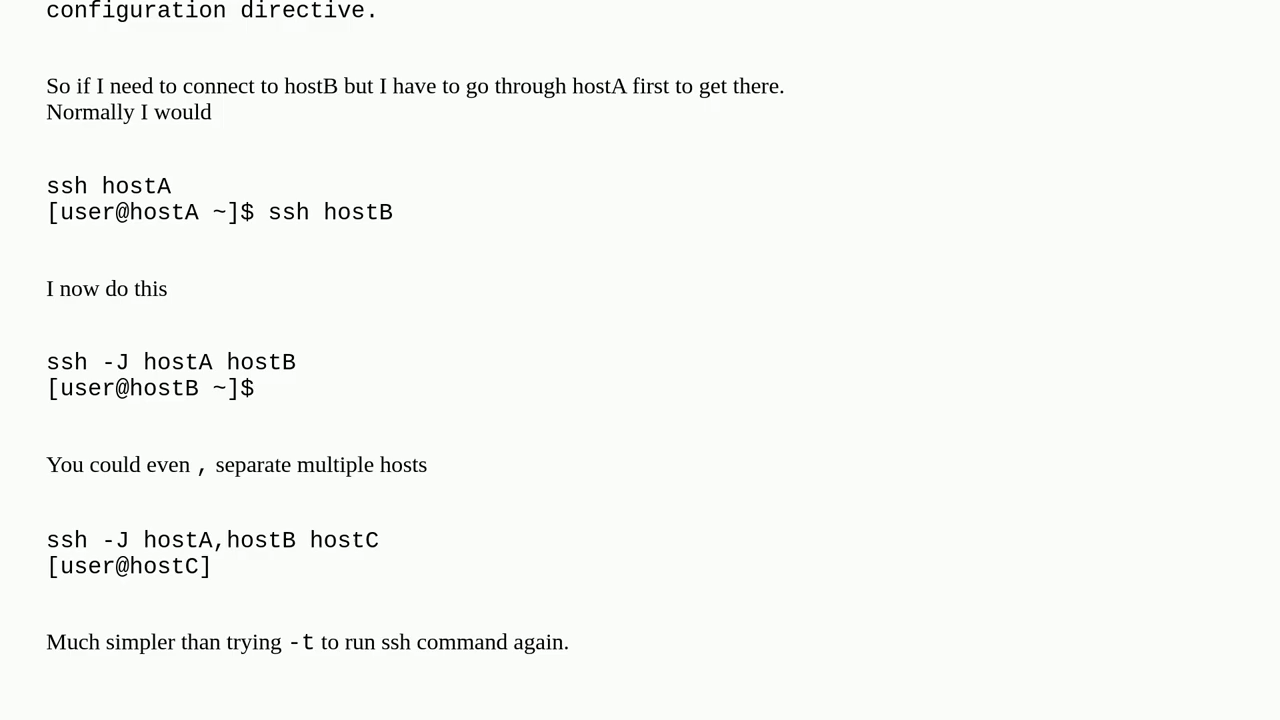 configuration directive.
So if I need to connect to hostB but I have to go through hostA first to get there.
Normally I would
ssh hostA
[user@hostA ~]$ ssh hostB
I now do this
ssh -J hostA hostB
[user@hostB ~]$
You could even , separate multiple hosts
ssh -J hostA,hostB hostC
[user@hostC]
Much simpler than trying -t to run ssh command again.